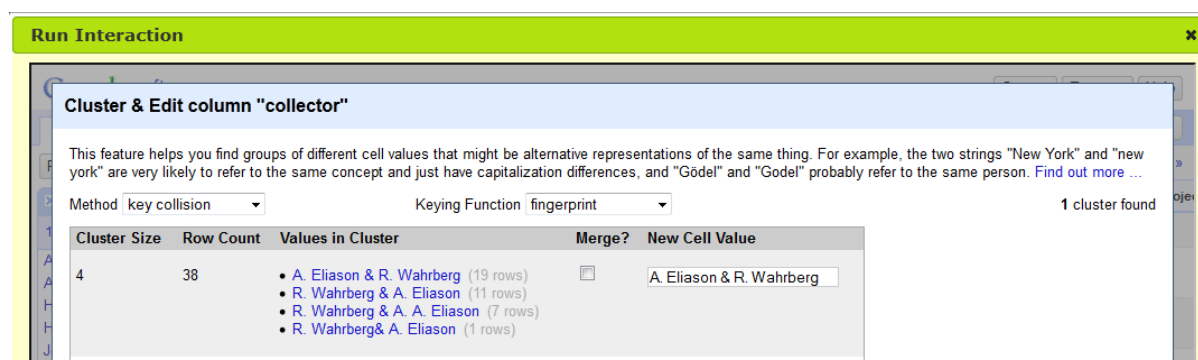 Run Interaction
Cluster & Edit column "collector"
This feature helps you find groups of different cell values that might be alternative representations of the same thing. For example, the two strings "New York" and "new
york" are very likely to refer to the same concept and just have capitalization differences, and "Gödel" and "Godel" probably refer to the same person. Find out more ...
Method key collision Keying Function fingerprint 1 cluster found
Cluster Size Row Count Values in Cluster Merge? New Cell Value
4 38 • A. Eliason & R. Wahrberg (19 rows) A. Eliason & R. Wahrberg
• R. Wahrberg & A. Eliason (11 rows)
• R. Wahrberg & A. A. Eliason (7 rows)
• R. Wahrberg& A. Eliason (1 rows)